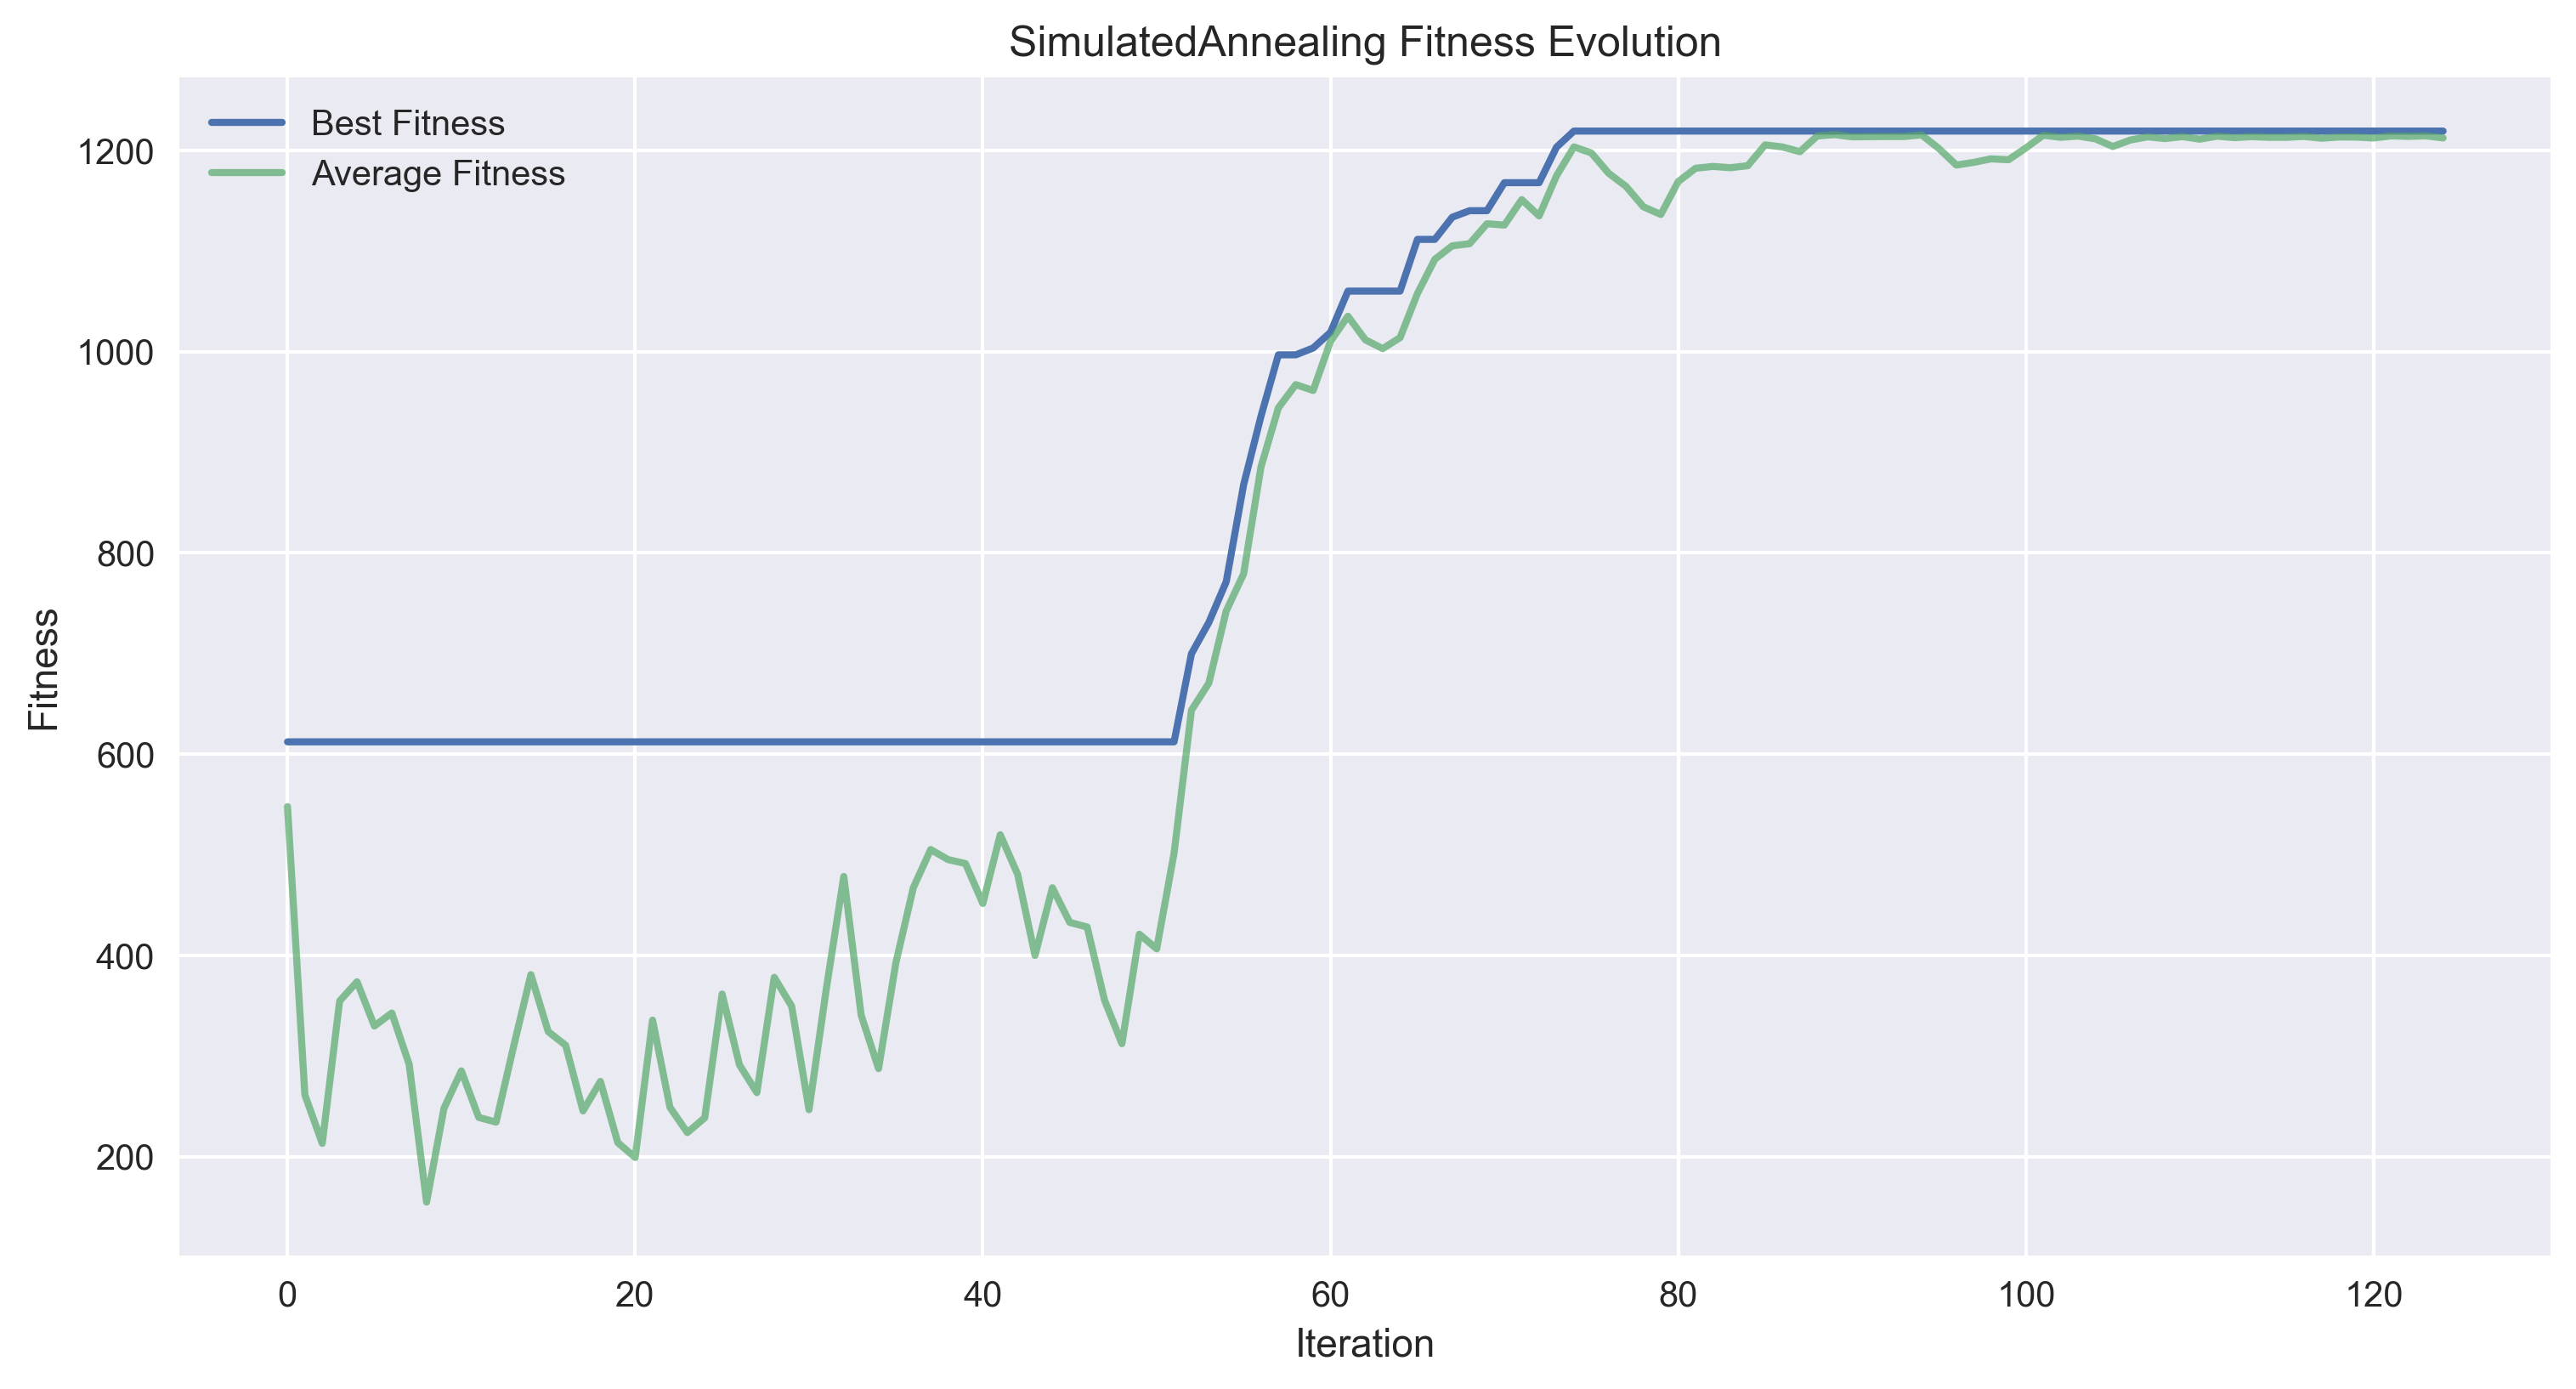 SimulatedAnnealing Fitness Evolution
Best Fitness
Average Fitness
1200
1000
800
600
400
200
Fitness
0 20 40 60 80 100 120
Iteration